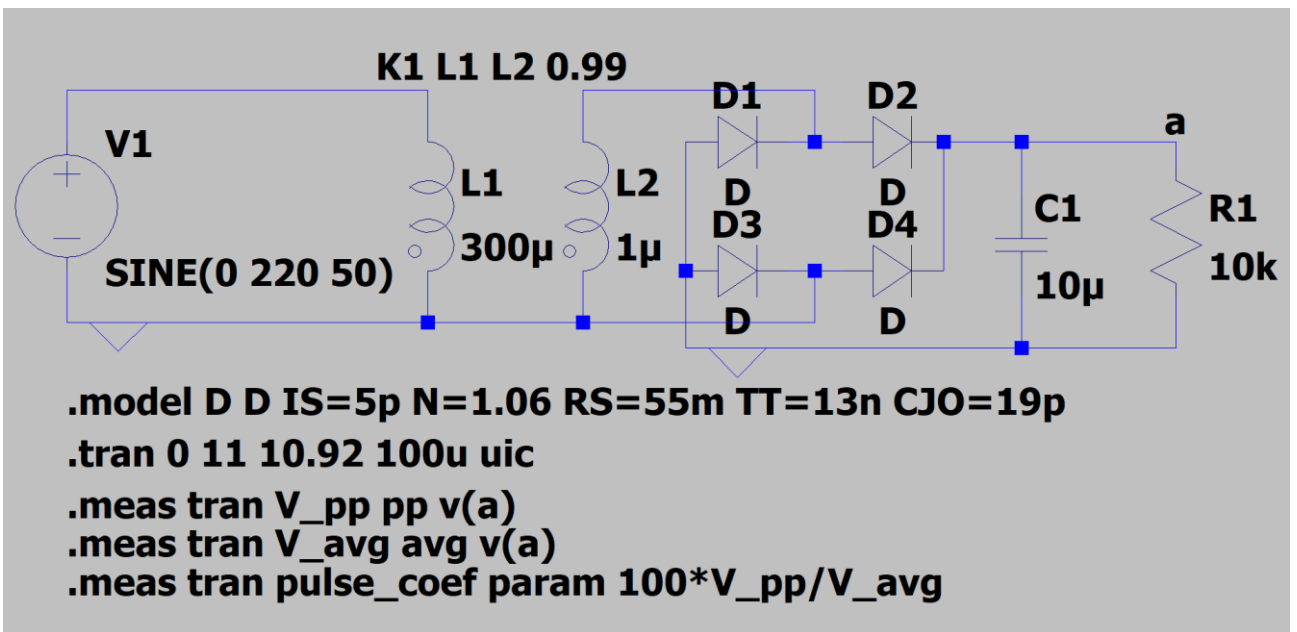 K1 L1 L2 0.99
D1
D2
a
V1
L1
L2
D
D
C1
R1
D3
D4
300µ
1µ
SINE(0 220 50)
10µ
10k
D
D
.model D D IS=5p N=1.06 RS=55m TT=13n CJO=19p
.tran 0 11 10.92 100u uic
.meas tran V_pp pp v(a)
.meas tran V_avg avg v(a)
.meas tran pulse_coef param 100*V_pp/V_avg